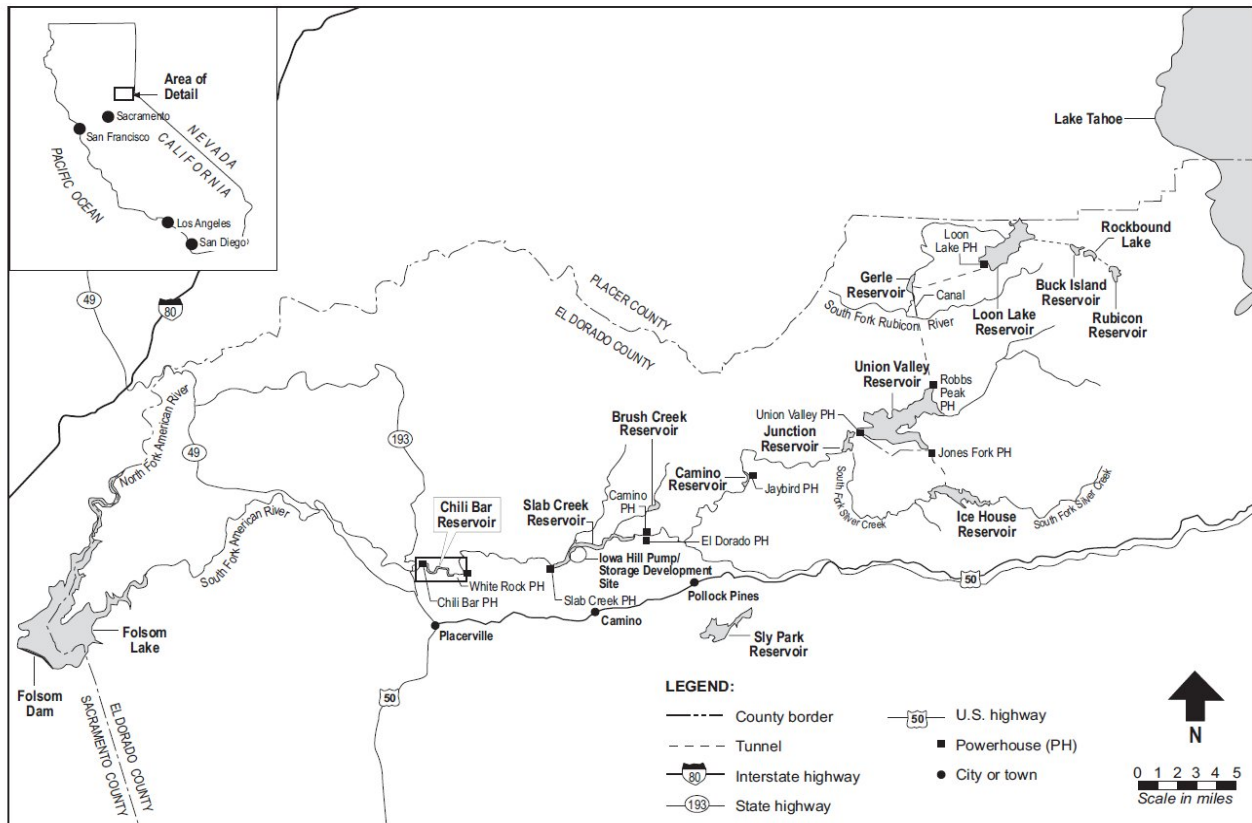 Area of
Detail
Sacramento
San Francisco
NEVADA
CALIFORNIA
PACIFIC OCEAN
Los Angeles
San Diego
Lake Tahoe
49
80
PLACER COUNTY
EL DORADO COUNTY
Loon
Lake PH
Rockbound
Lake
Gerle
Reservoir
Canal
Buck Island
Reservoir
South Fork Rubicon River
Loon Lake
Reservoir
Rubicon
Reservoir
Union Valley
Reservoir
Robbs
Peak
PH
North Fork American River
49
193
Brush Creek
Reservoir
Union Valley PH
Junction
Reservoir
Jones Fork PH
Camino
Reservoir
Jaybird PH
South Fork Silver Creek
South Fork Silver Creek
Ice House
Reservoir
Chili Bar
Reservoir
Slab Creek
Reservoir
Camino
PH
El Dorado PH
South Fork American River
Iowa Hill Pump/
Storage Development
Site
White Rock PH
Chili Bar PH
Slab Creek PH
50
Pollock Pines
Camino
Placerville
Sly Park
Reservoir
Folsom
Lake
Folsom
Dam
EL DORADO COUNTY
SACRAMENTO COUNTY
50
LEGEND:
County border
Tunnel
80 Interstate highway
193 State highway
50 U.S. highway
Powerhouse (PH)
City or town
N
0 1 2 3 4 5
Scale in miles